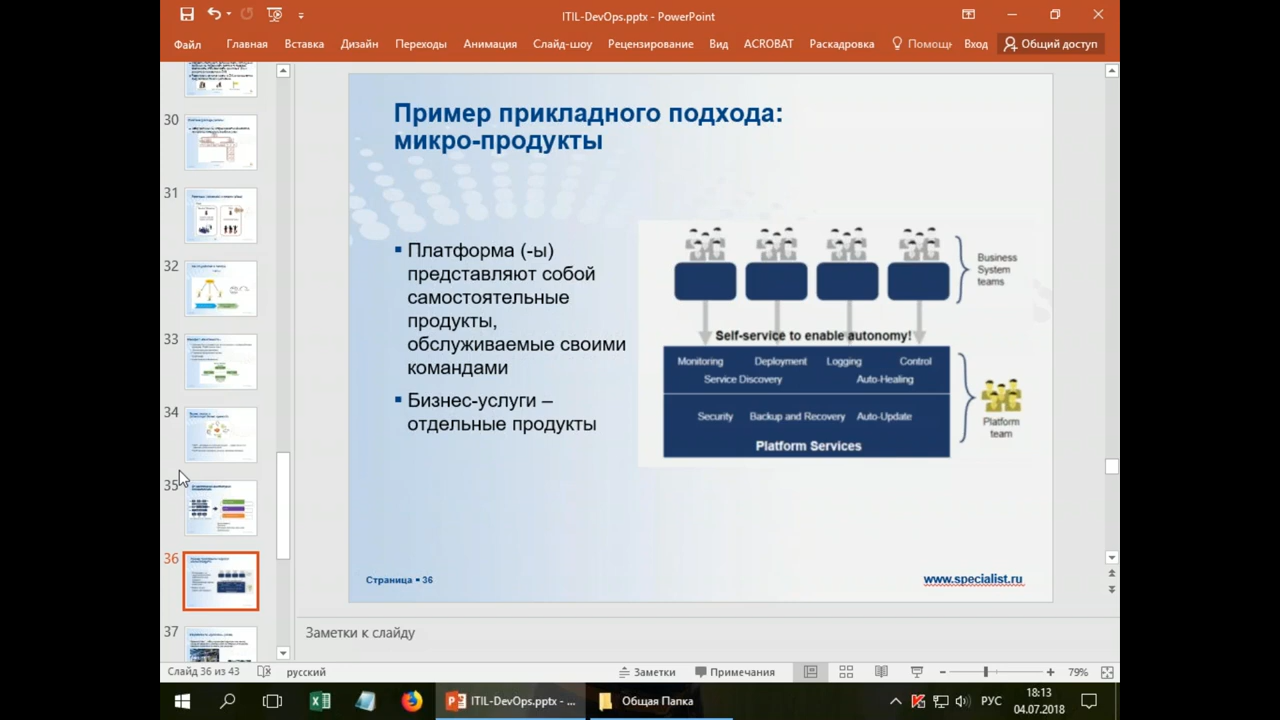 ITIL-DevOps.pptx - PowerPoint
Файл Главная Вставка Дизайн Переходы Анимация Слайд-шоу Рецензирование Вид ACROBAT Раскадровка Помощь Вход Общий доступ
30
31
32
33
34
35
36
37
Пример прикладного подхода:
микро-продукты
Платформа (-ы)
представляют собой
самостоятельные
продукты,
обслуживаемые своими
командами
Бизнес-услуги –
отдельные продукты
Business
System
teams
Self-service to enable autonomy!
Monitoring Deployment Logging Control
Service Discovery Auto-Healing
Security Backup and Recovery Auto-Update
Platform Services
Platform
team
Страница ▪ 36
www.specialist.ru
Заметки к слайду
Слайд 36 из 43 русский Заметки Примечания 79%
ITIL-DevOps.pptx - ... Общая Папка РУС 18:13
04.07.2018